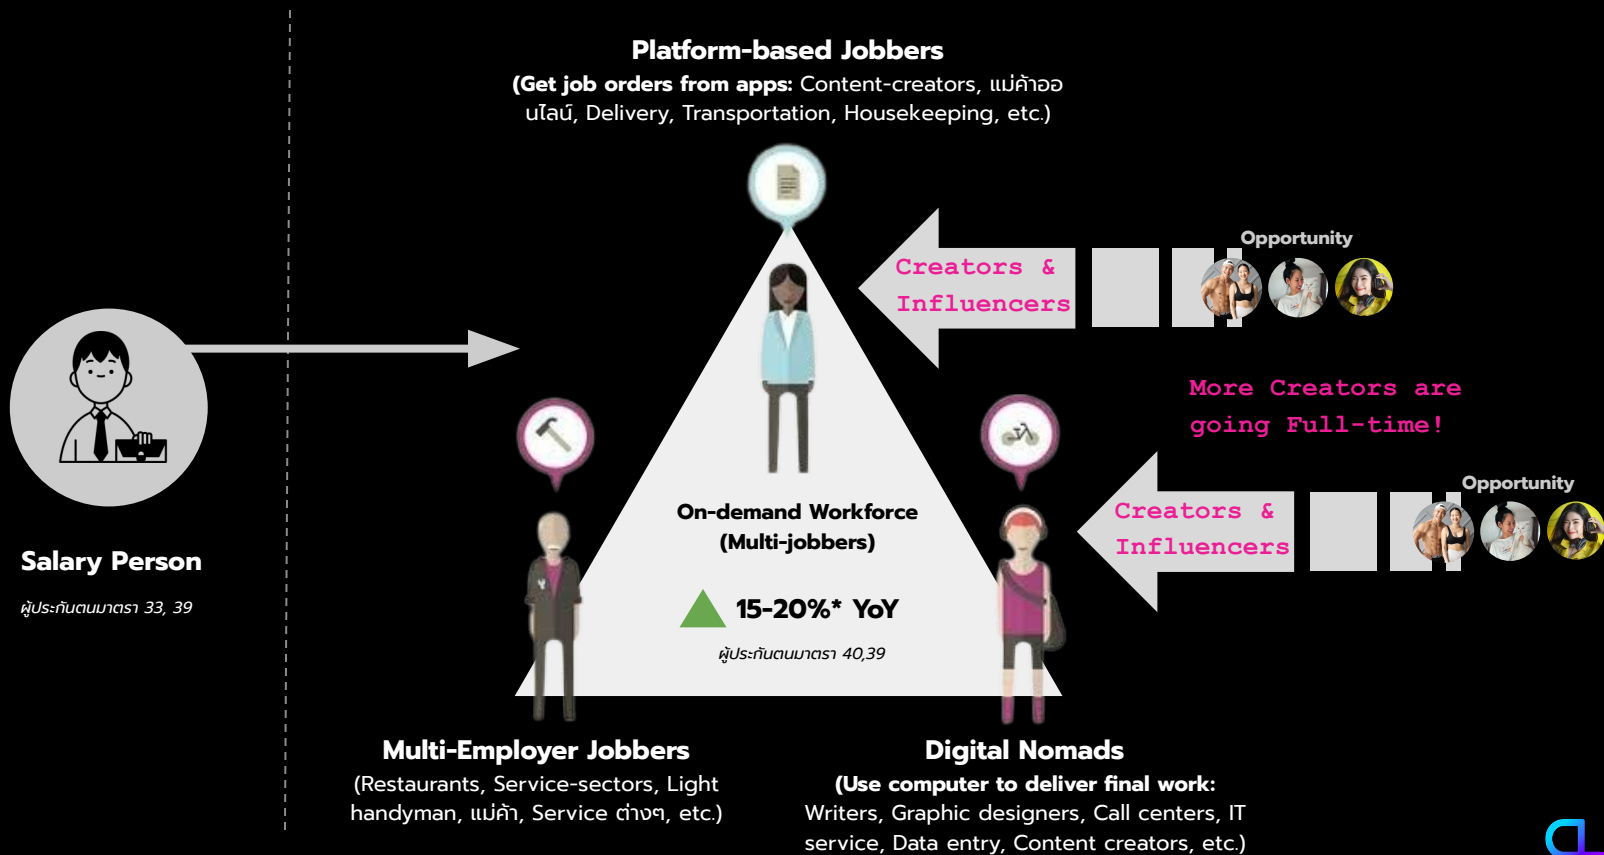 Platform-based Jobbers
(Get job orders from apps: Content-creators, แม่ค้าออ
นไลน์, Delivery, Transportation, Housekeeping, etc.)
Opportunity
Creators &
Influencers
More Creators are
going Full-time!
Opportunity
Creators &
Influencers
On-demand Workforce
(Multi-jobbers)
15-20%* YoY
ผู้ประกันตนมาตรา 40,39
Salary Person
ผู้ประกันตนมาตรา 33, 39
Multi-Employer Jobbers
(Restaurants, Service-sectors, Light
handyman, แม่ค้า, Service ต่างๆ, etc.)
Digital Nomads
(Use computer to deliver final work:
Writers, Graphic designers, Call centers, IT
service, Data entry, Content creators, etc.)